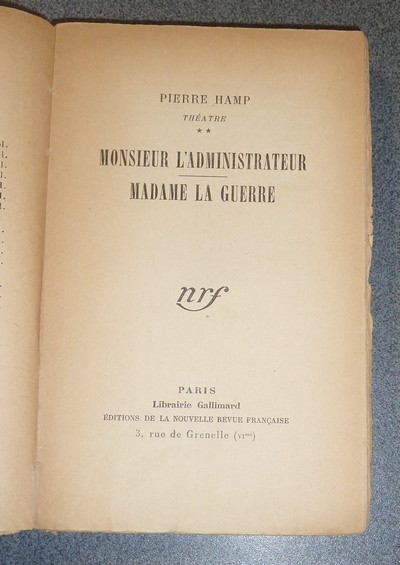 PIERRE HAMP
THÉATRE
**
MONSIEUR L'ADMINISTRATEUR
MADAME LA GUERRE
nrf
PARIS
Librairie Gallimard
ÉDITIONS DE LA NOUVELLE REVUE FRANÇAISE
3, rue de Grenelle (VIme)